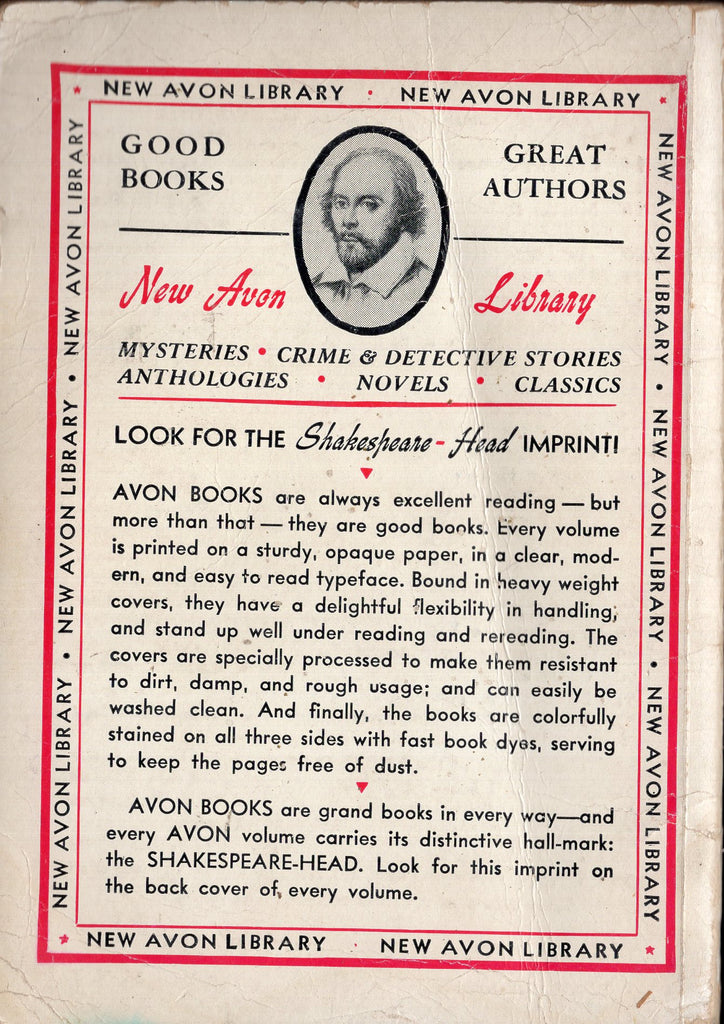 NEW AVON LIBRARY • NEW AVON LIBRARY
GOOD BOOKS
GREAT AUTHORS
New Avon Library
MYSTERIES • CRIME & DETECTIVE STORIES
ANTHOLOGIES • NOVELS • CLASSICS
LOOK FOR THE Shakespeare-Head IMPRINT!
AVON BOOKS are always excellent reading — but
more than that — they are good books. Every volume
is printed on a sturdy, opaque paper, in a clear, mod-
ern, and easy to read typeface. Bound in heavy weight
covers, they have a delightful flexibility in handling,
and stand up well under reading and rereading. The
covers are specially processed to make them resistant
to dirt, damp, and rough usage; and can easily be
washed clean. And finally, the books are colorfully
stained on all three sides with fast book dyes, serving
to keep the pages free of dust.
AVON BOOKS are grand books in every way—and
every AVON volume carries its distinctive hall-mark:
the SHAKESPEARE-HEAD. Look for this imprint on
the back cover of every volume.
NEW AVON LIBRARY • NEW AVON LIBRARY
NEW AVON LIBRARY • NEW AVON LIBRARY • NEW AVON LIBRARY
NEW AVON LIBRARY • NEW AVON LIBRARY • NEW AVON LIBRARY